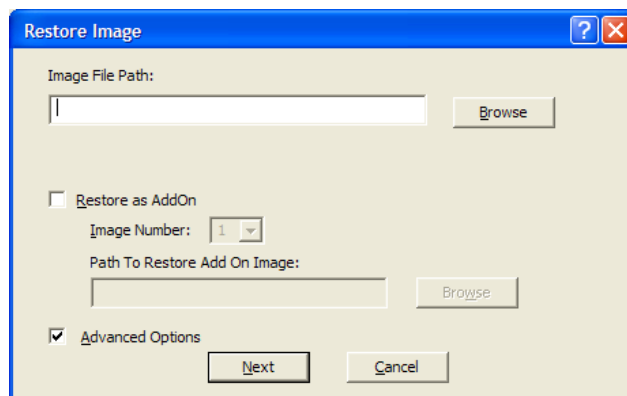 Restore Image
Image File Path:
Browse
Restore as AddOn
Image Number: 1
Path To Restore Add On Image:
Browse
Advanced Options
Next Cancel